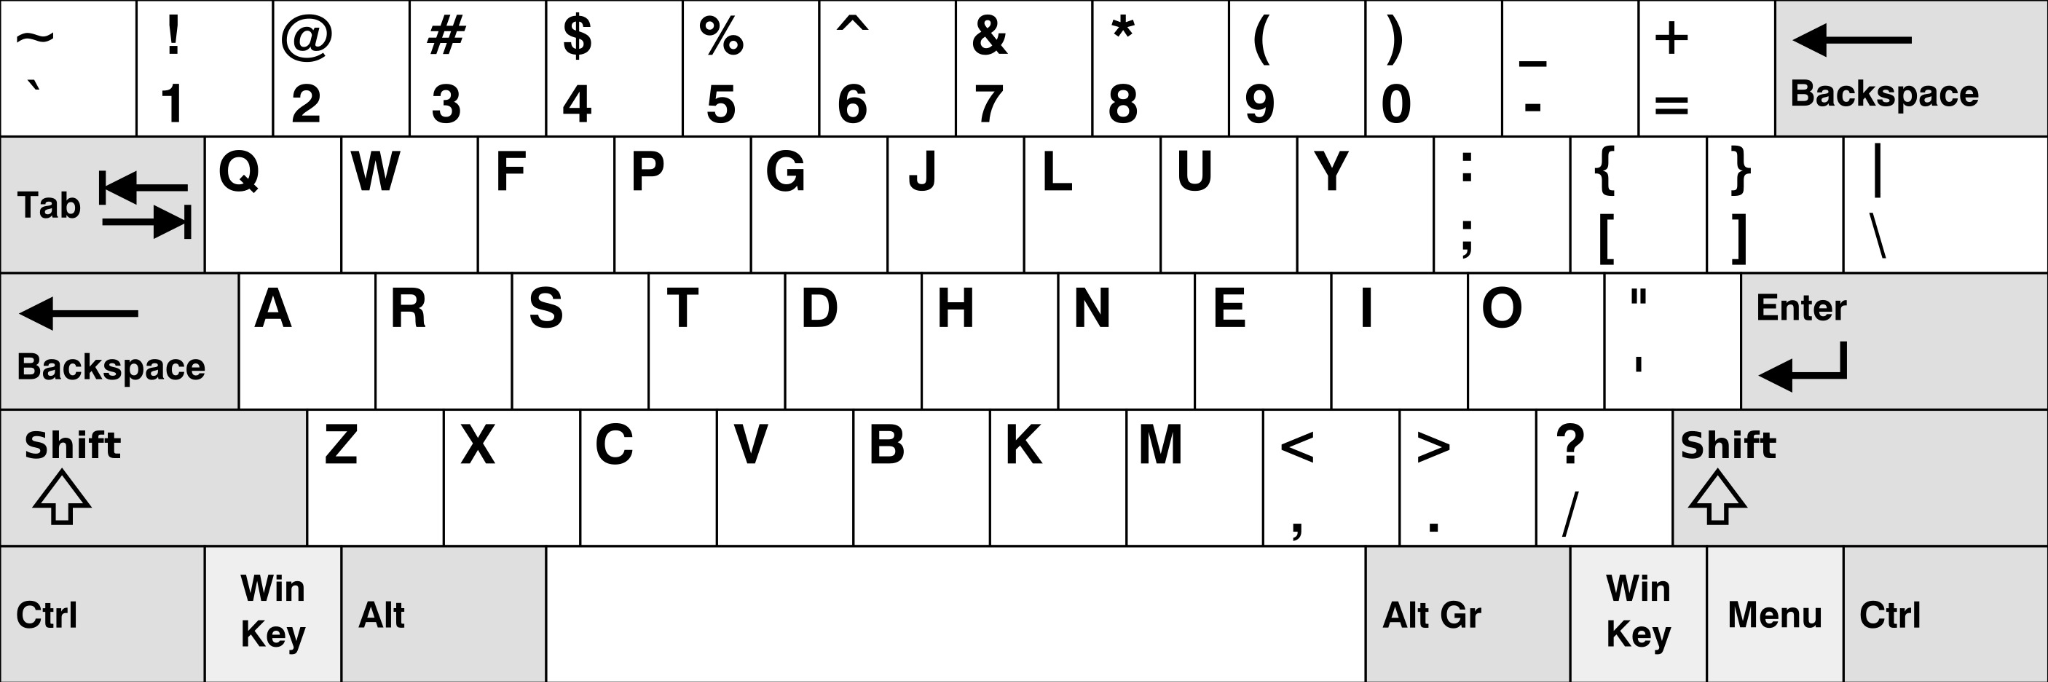 ~ ! @ # $ % ^ & * ( ) _ +
` 1 2 3 4 5 6 7 8 9 0 - = Backspace
Tab Q W F P G J L U Y : { } |
; [ ] \
A R S T D H N E I O " Enter
Backspace '
Shift Z X C V B K M < > ? Shift
, . /
Ctrl Win Key Alt Alt Gr Win Key Menu Ctrl